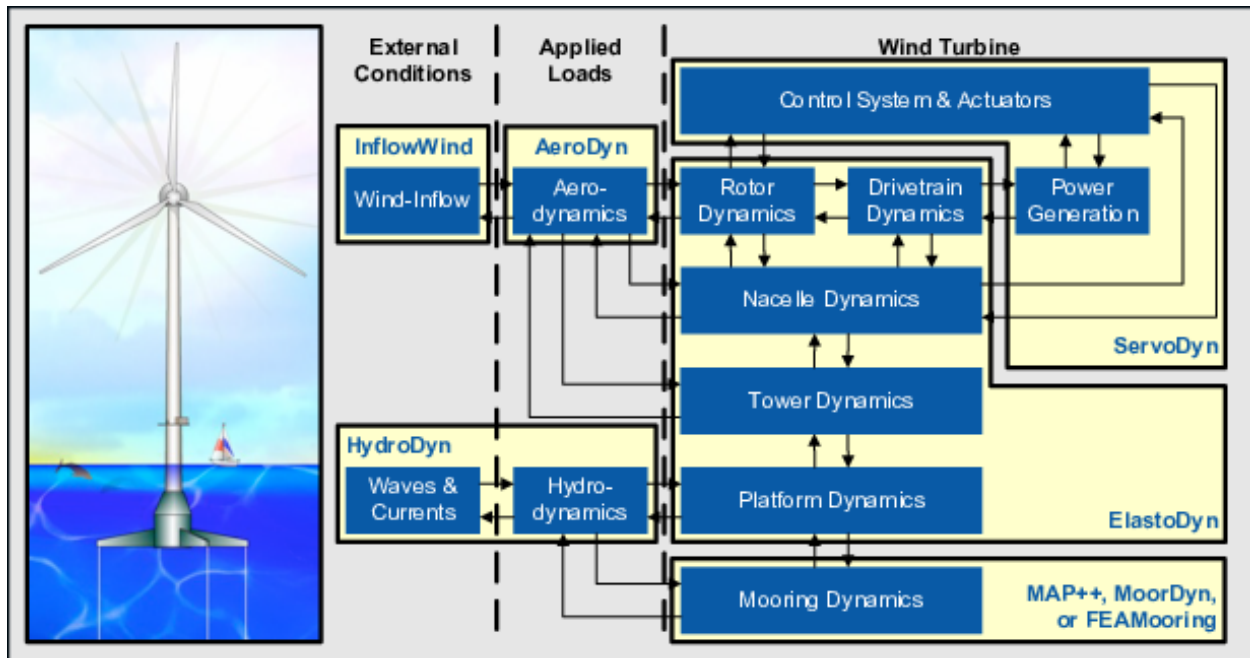 External
Conditions
Applied
Loads
Wind Turbine
Control System & Actuators
InflowWind
AeroDyn
Wind-Inflow
Aero-
dynamics
Rotor
Dynamics
Drivetrain
Dynamics
Power
Generation
Nacelle Dynamics
ServoDyn
Tower Dynamics
HydroDyn
Waves &
Currents
Hydro-
dynamics
Platform Dynamics
ElastoDyn
Mooring Dynamics
MAP++, MoorDyn,
or FEAMooring